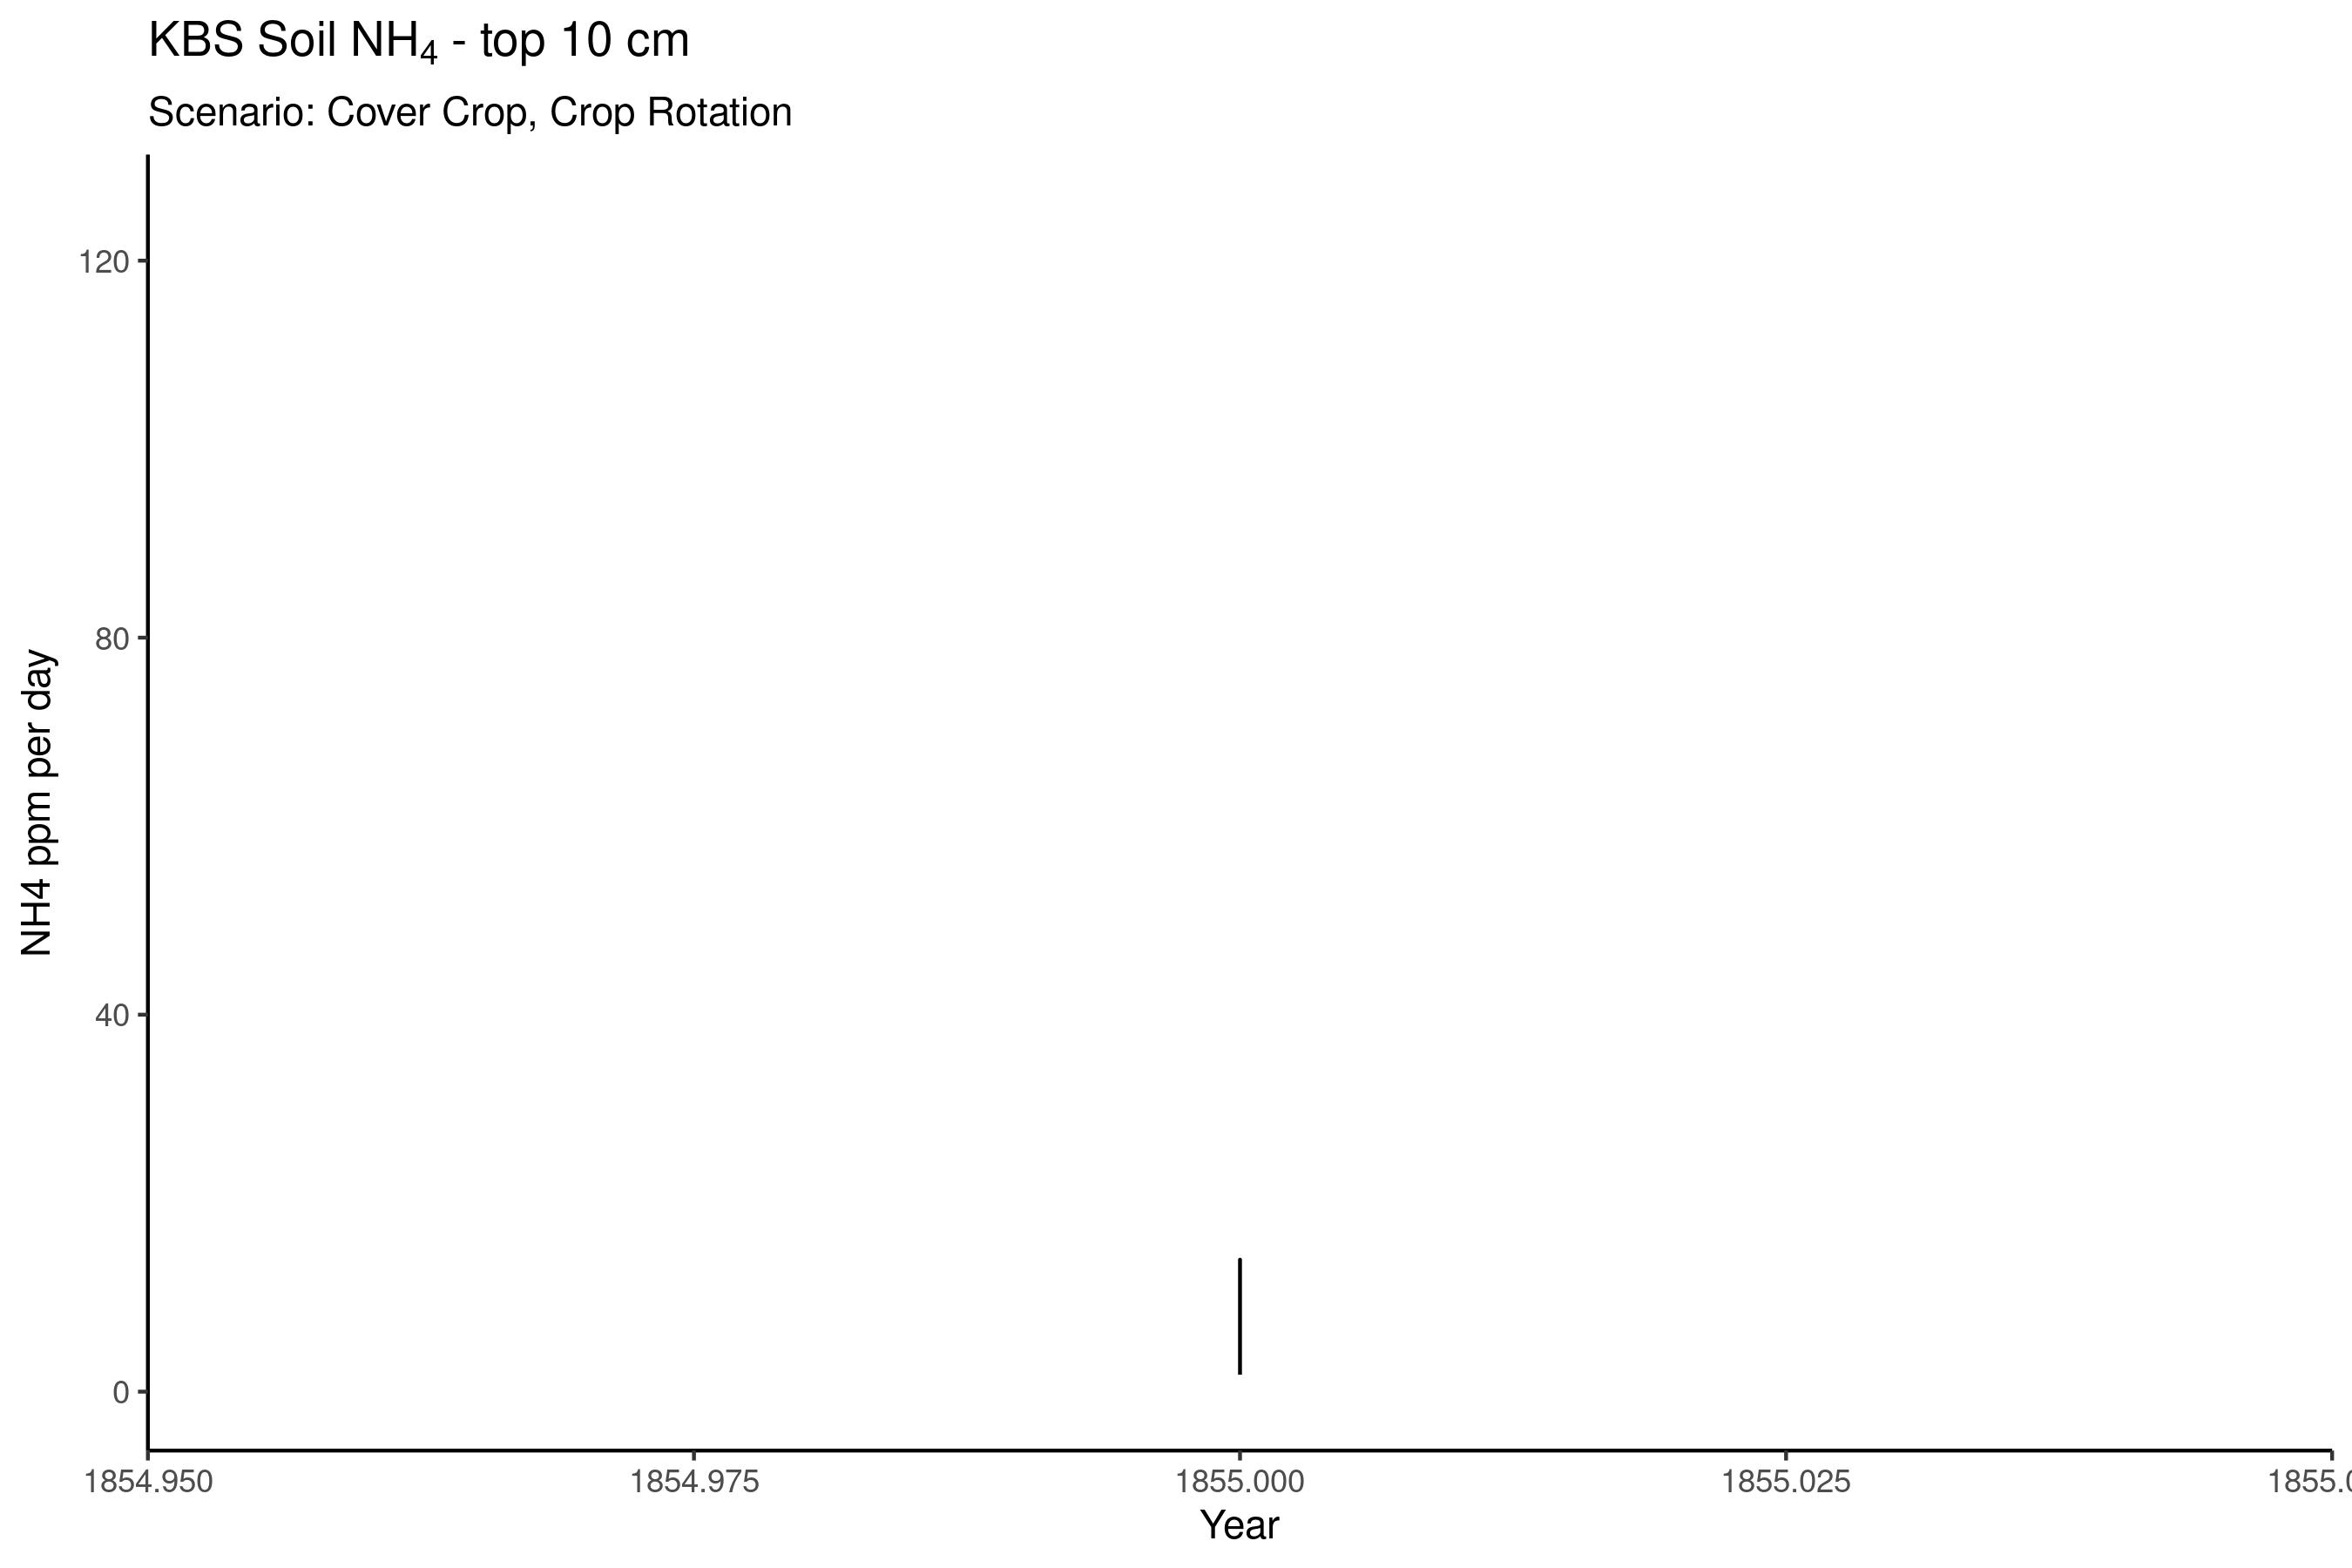 KBS Soil NH₄ - top 10 cm
Scenario: Cover Crop, Crop Rotation
120
80
40
0
NH4 ppm per day
1854.950 1854.975 1855.000 1855.025
Year